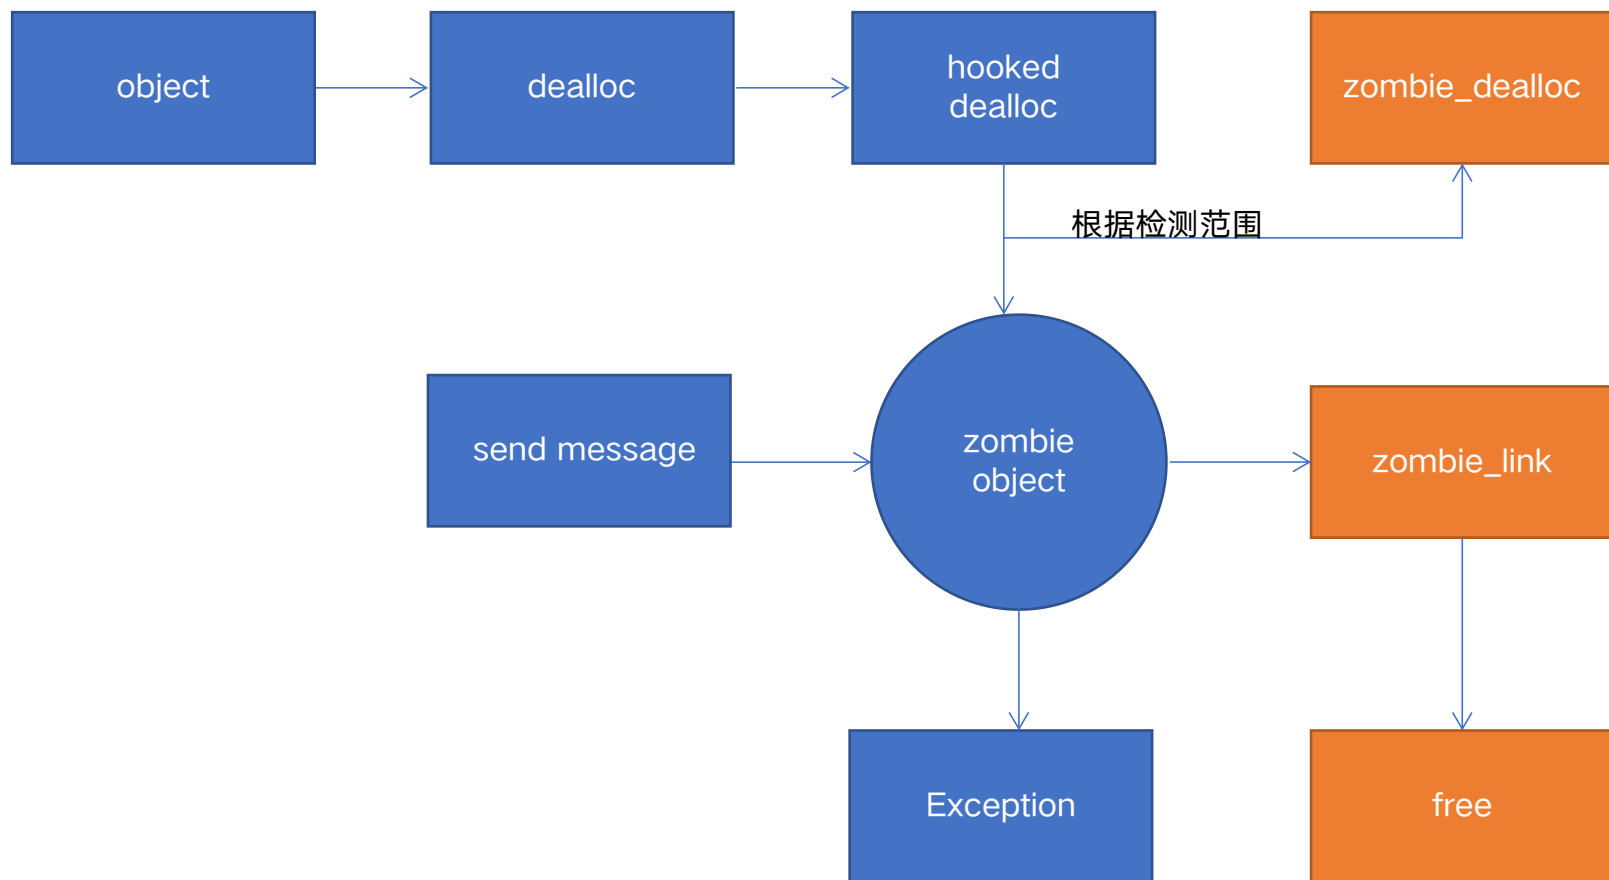 object
dealloc
hooked
dealloc
zombie_dealloc
根据检测范围
send message
zombie
object
zombie_link
Exception
free